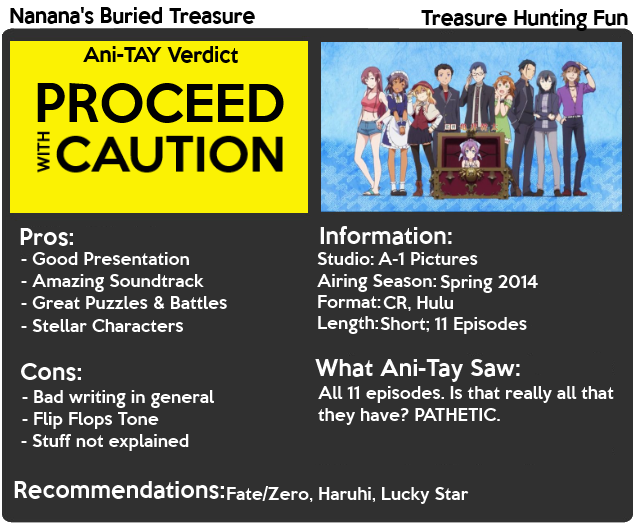 Nanana's Buried Treasure
Treasure Hunting Fun
Ani-TAY Verdict
PROCEED
WITH CAUTION
Pros:
- Good Presentation
- Amazing Soundtrack
- Great Puzzles & Battles
- Stellar Characters
Cons:
- Bad writing in general
- Flip Flops Tone
- Stuff not explained
Information:
Studio: A-1 Pictures
Airing Season: Spring 2014
Format: CR, Hulu
Length: Short; 11 Episodes
What Ani-Tay Saw:
All 11 episodes. Is that really all that
they have? PATHETIC.
Recommendations: Fate/Zero, Haruhi, Lucky Star